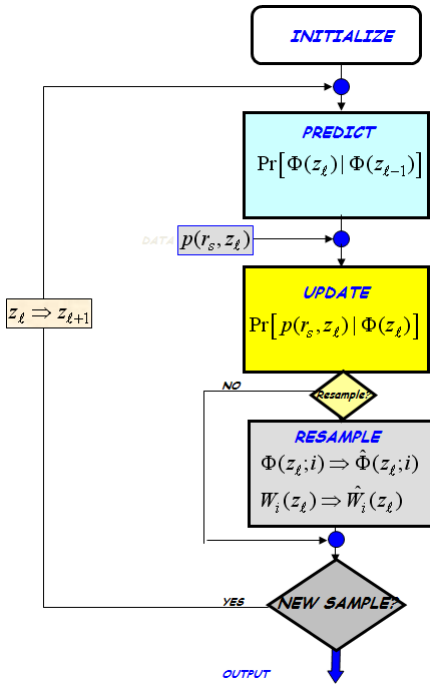 INITIALIZE
PREDICT
Pr[Φ(z_ℓ) | Φ(z_{ℓ-1})]
DATA p(r_s, z_ℓ)
UPDATE
z_ℓ ⇒ z_{ℓ+1}
Pr[p(r_s, z_ℓ) | Φ(z_ℓ)]
NO
Resample?
RESAMPLE
Φ(z_ℓ; i) ⇒ Φ̂(z_ℓ; i)
W_i(z_ℓ) ⇒ Ŵ_i(z_ℓ)
YES
NEW SAMPLE?
OUTPUT